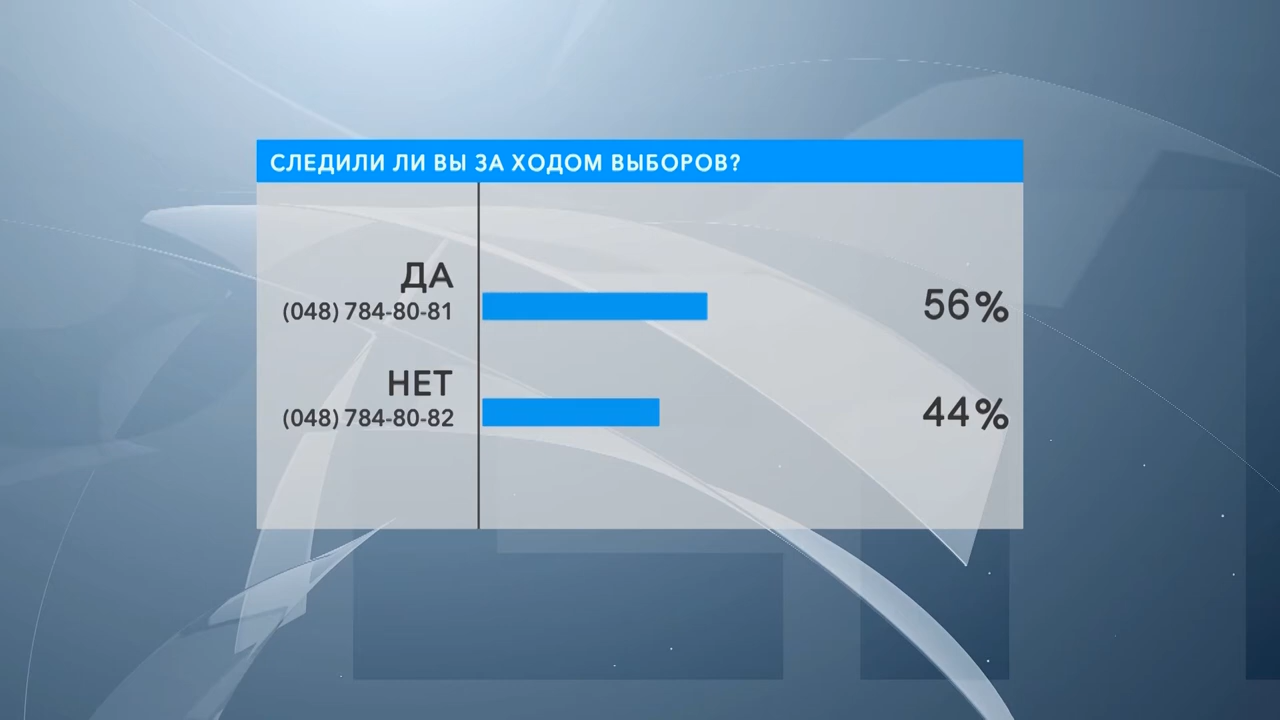 СЛЕДИЛИ ЛИ ВЫ ЗА ХОДОМ ВЫБОРОВ?
ДА
(048) 784-80-81
56%
НЕТ
(048) 784-80-82
44%